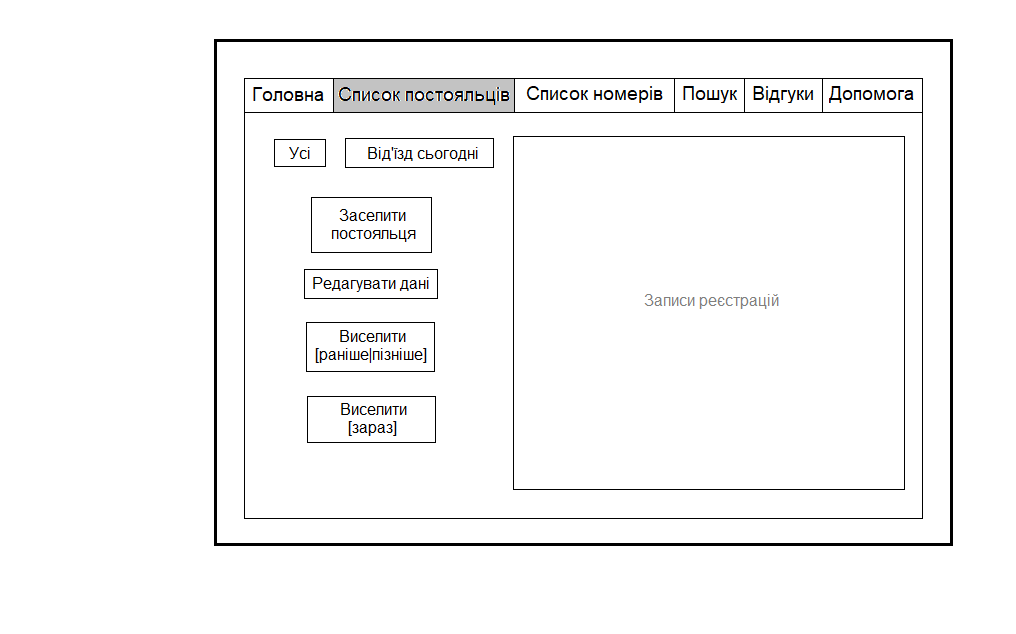 Головна Список постояльців Список номерів Пошук Відгуки Допомога
Усі Від'їзд сьогодні
Заселити
постояльця
Редагувати дані
Виселити
[раніше|пізніше]
Виселити
[зараз]
Записи реєстрацій